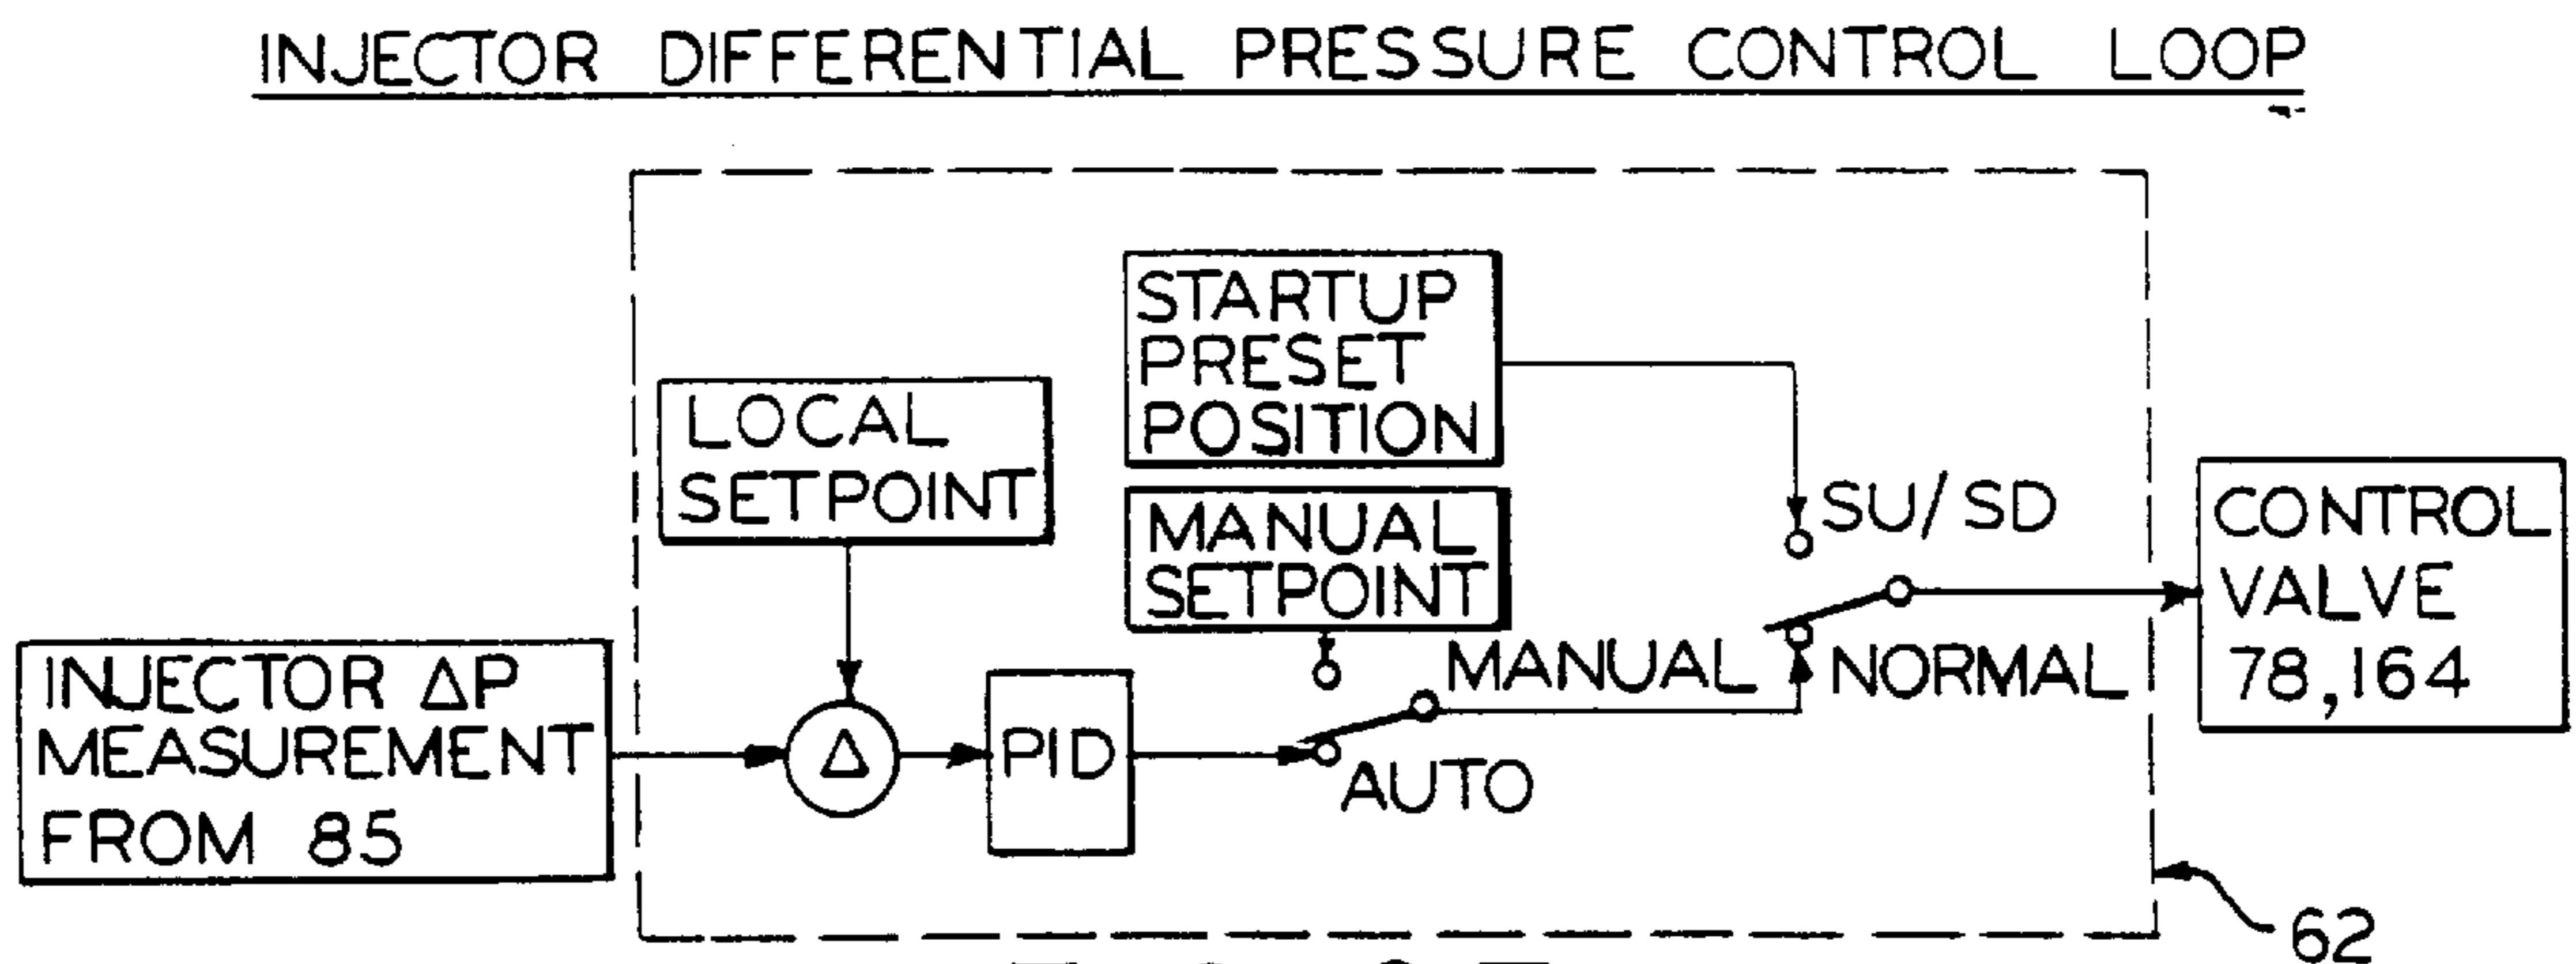 INJECTOR DIFFERENTIAL PRESSURE CONTROL LOOP
STARTUP
PRESET
POSITION
LOCAL
SETPOINT
MANUAL
SETPOINT
SU/SD
CONTROL
VALVE
78,164
INJECTOR ΔP
MEASUREMENT
FROM 85
Δ
PID
MANUAL
NORMAL
AUTO
62